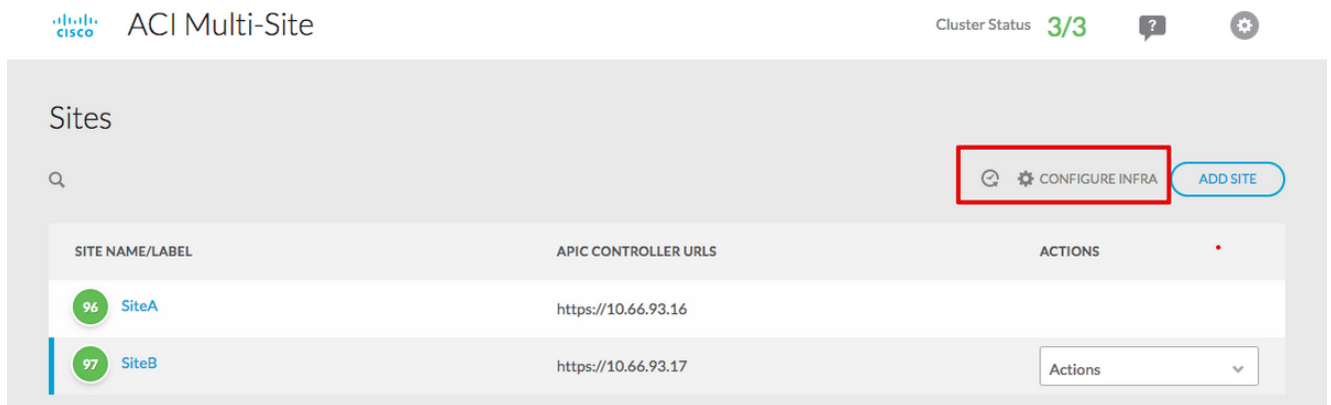 cisco ACI Multi-Site Cluster Status 3/3 ?
Sites
CONFIGURE INFRA ADD SITE
SITE NAME/LABEL APIC CONTROLLER URLS ACTIONS
96 SiteA https://10.66.93.16
97 SiteB https://10.66.93.17 Actions